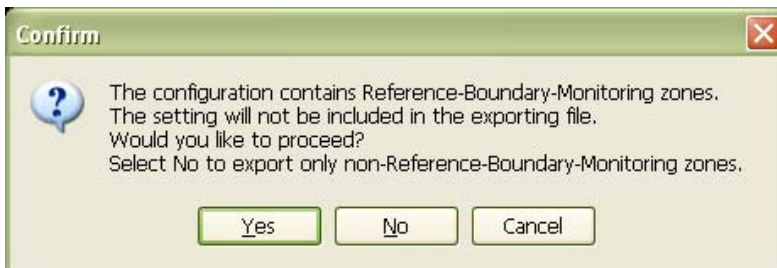 Confirm
The configuration contains Reference-Boundary-Monitoring zones.
The setting will not be included in the exporting file.
Would you like to proceed?
Select No to export only non-Reference-Boundary-Monitoring zones.
Yes No Cancel